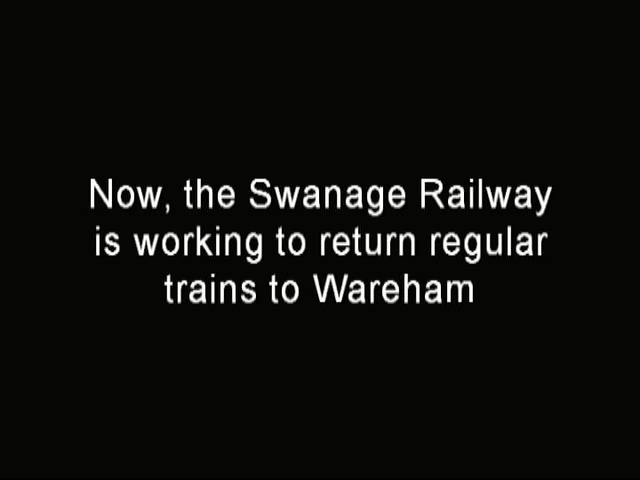 Now, the Swanage Railway
is working to return regular
trains to Wareham